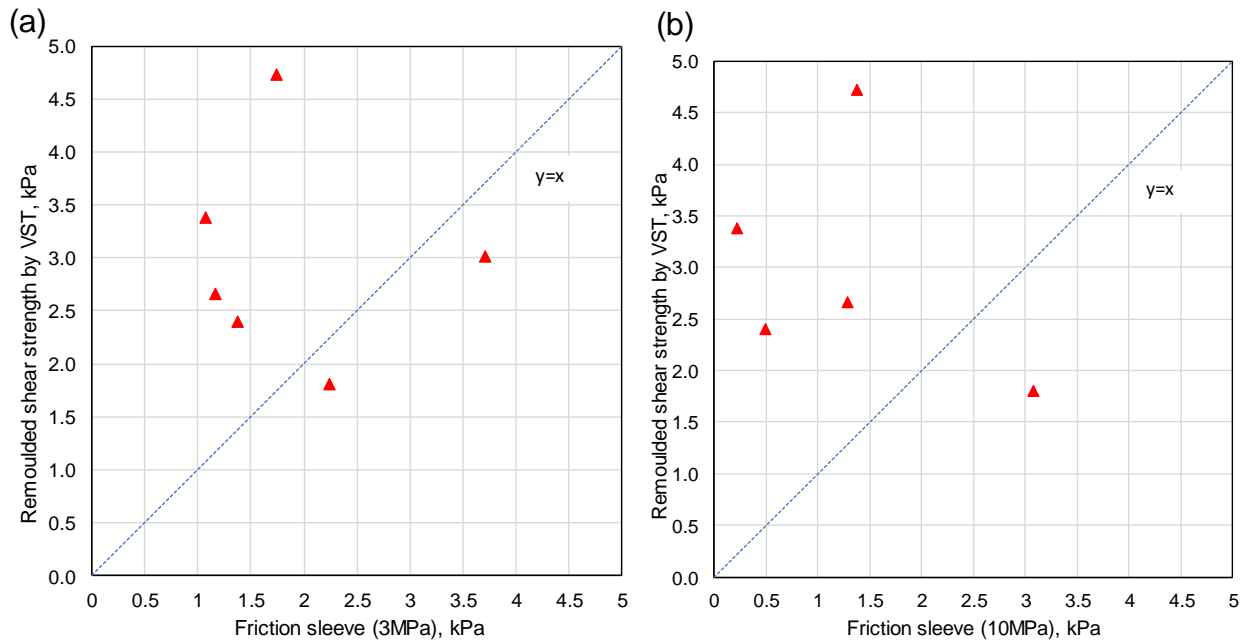 (a)
5.0
4.5
4.0
3.5
3.0
2.5
2.0
1.5
1.0
0.5
0.0
Remoulded shear strength by VST, kPa
y=x
0 0.5 1 1.5 2 2.5 3 3.5 4 4.5 5
Friction sleeve (3MPa), kPa
(b)
5.0
4.5
4.0
3.5
3.0
2.5
2.0
1.5
1.0
0.5
0.0
Remoulded shear strength by VST, kPa
y=x
0 0.5 1 1.5 2 2.5 3 3.5 4 4.5 5
Friction sleeve (10MPa), kPa